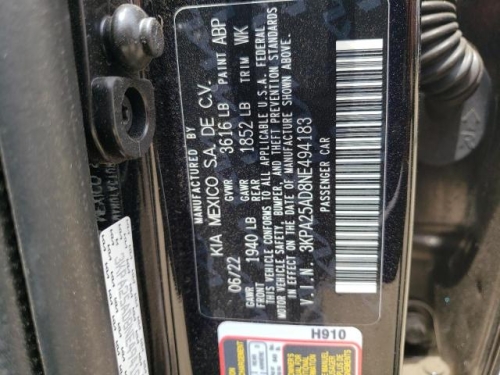 MANUFACTURED BY
KIA MEXICO S.A. DE C.V.
06/22 GVWR 3616 LB PAINT ABP
GAWR FRONT 1940 LB GAWR REAR 1852 LB TRIM WK
THIS VEHICLE CONFORMS TO ALL APPLICABLE U.S.A. FEDERAL
MOTOR VEHICLE SAFETY, BUMPER, AND THEFT PREVENTION STANDARDS
IN EFFECT ON THE DATE OF MANUFACTURE SHOWN ABOVE.
V.I.N. 3KPA25AD8NE494183
PASSENGER CAR
H910
MEXICO